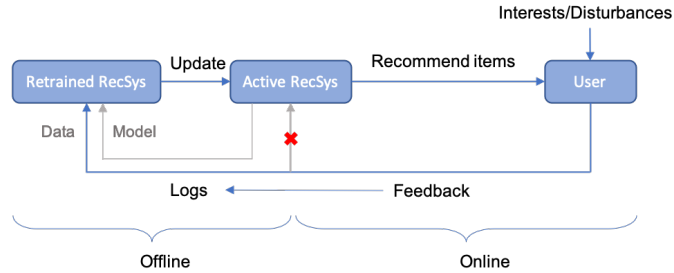 Interests/Disturbances
Update
Recommend items
Retrained RecSys
Active RecSys
User
Data
Model
Logs
Feedback
Offline
Online